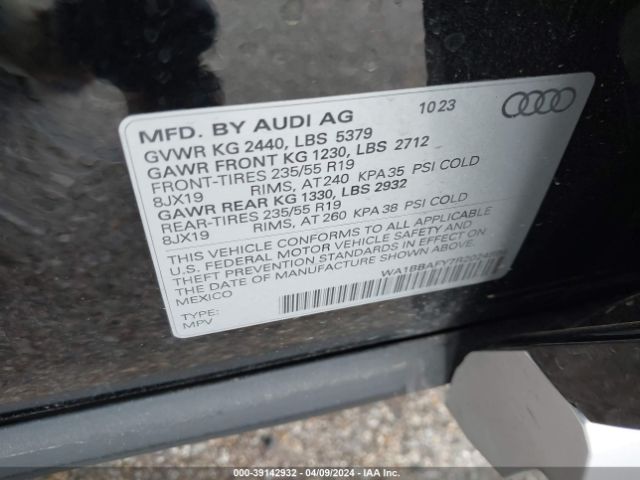 MFD. BY AUDI AG 10 23
GVWR KG 2440, LBS 5379
GAWR FRONT KG 1230, LBS 2712
FRONT-TIRES 235/55 R19
8JX19 RIMS, AT 240 KPA 35 PSI COLD
GAWR REAR KG 1330, LBS 2932
REAR-TIRES 235/55 R19
8JX19 RIMS, AT 260 KPA 38 PSI COLD
THIS VEHICLE CONFORMS TO ALL APPLICABLE
U.S. FEDERAL MOTOR VEHICLE SAFETY
STANDARDS IN EFFECT ON
THE DATE OF MANUFACTURE SHOWN ABOVE.
MEXICO
TYPE:
MPV
000-39142932 - 04/09/2024 - IAA Inc.